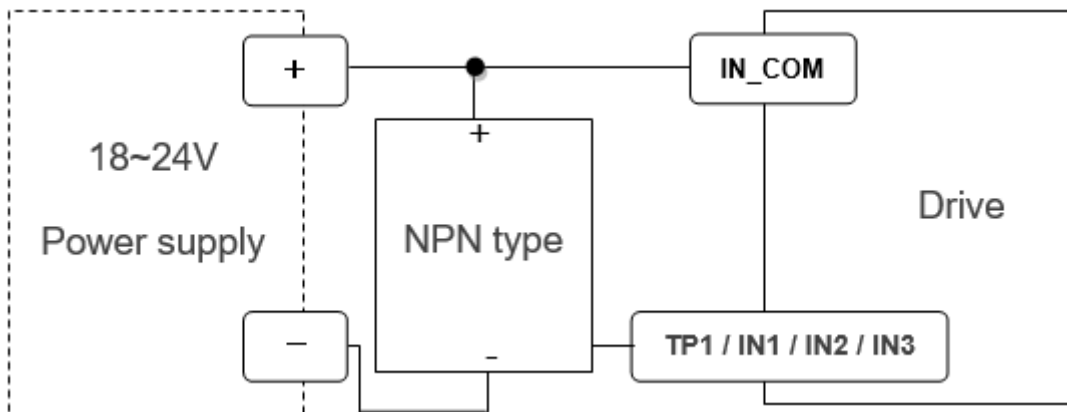 +
IN_COM
+
18~24V
Power supply
NPN type
Drive
−
-
TP1 / IN1 / IN2 / IN3